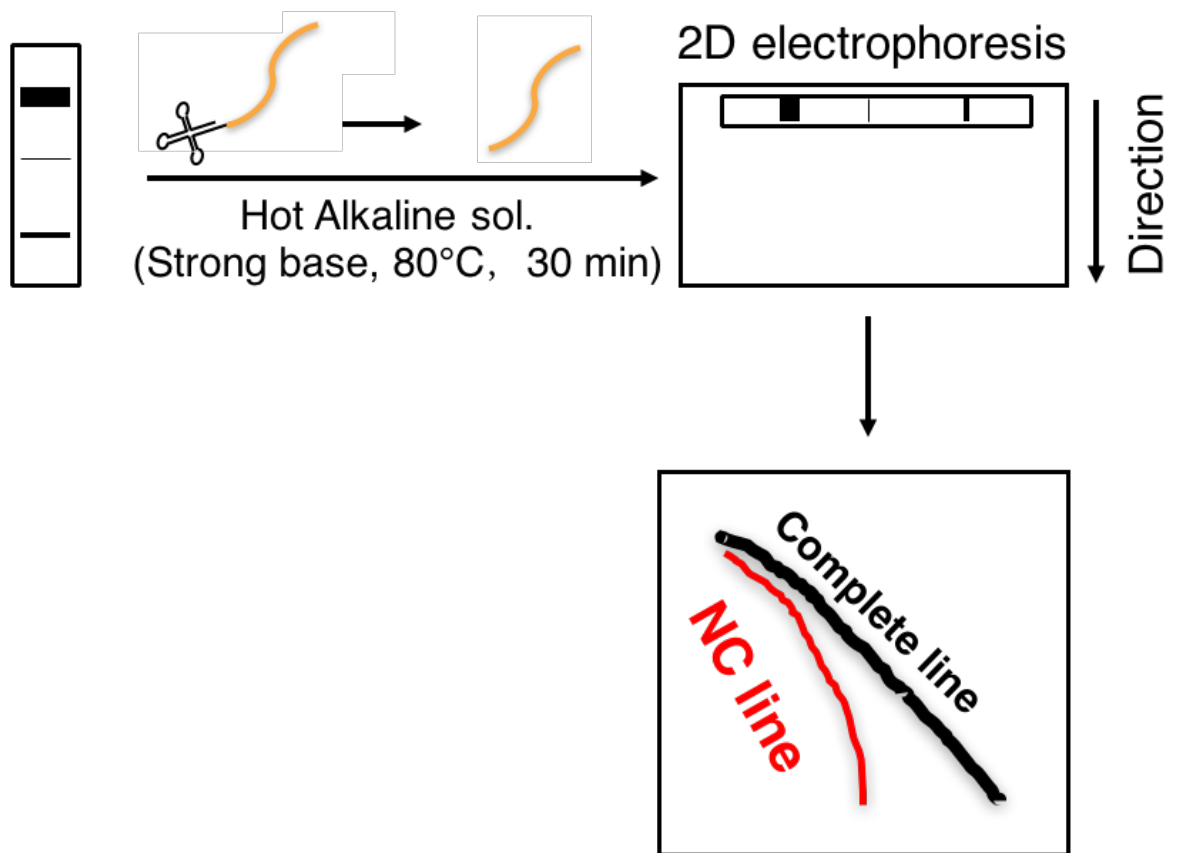 2D electrophoresis
Hot Alkaline sol.
(Strong base, 80°C, 30 min)
Direction
Complete line
NC line